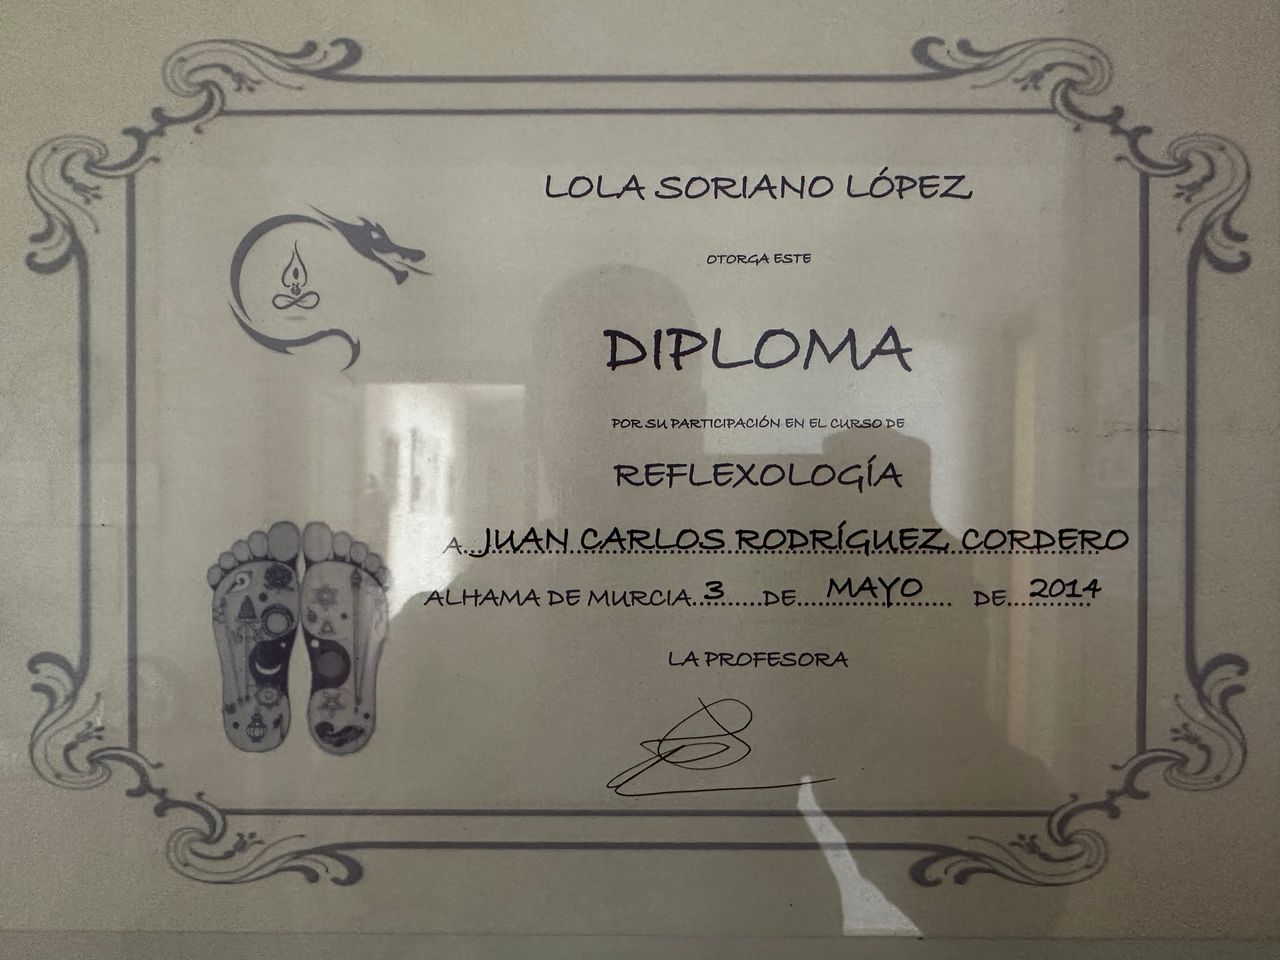 LOLA SORIANO LÓPEZ
OTORGA ESTE
DIPLOMA
POR SU PARTICIPACIÓN EN EL CURSO DE
REFLEXOLOGÍA
A JUAN CARLOS RODRÍGUEZ CORDERO
ALHAMA DE MURCIA 3 DE MAYO DE 2014
LA PROFESORA